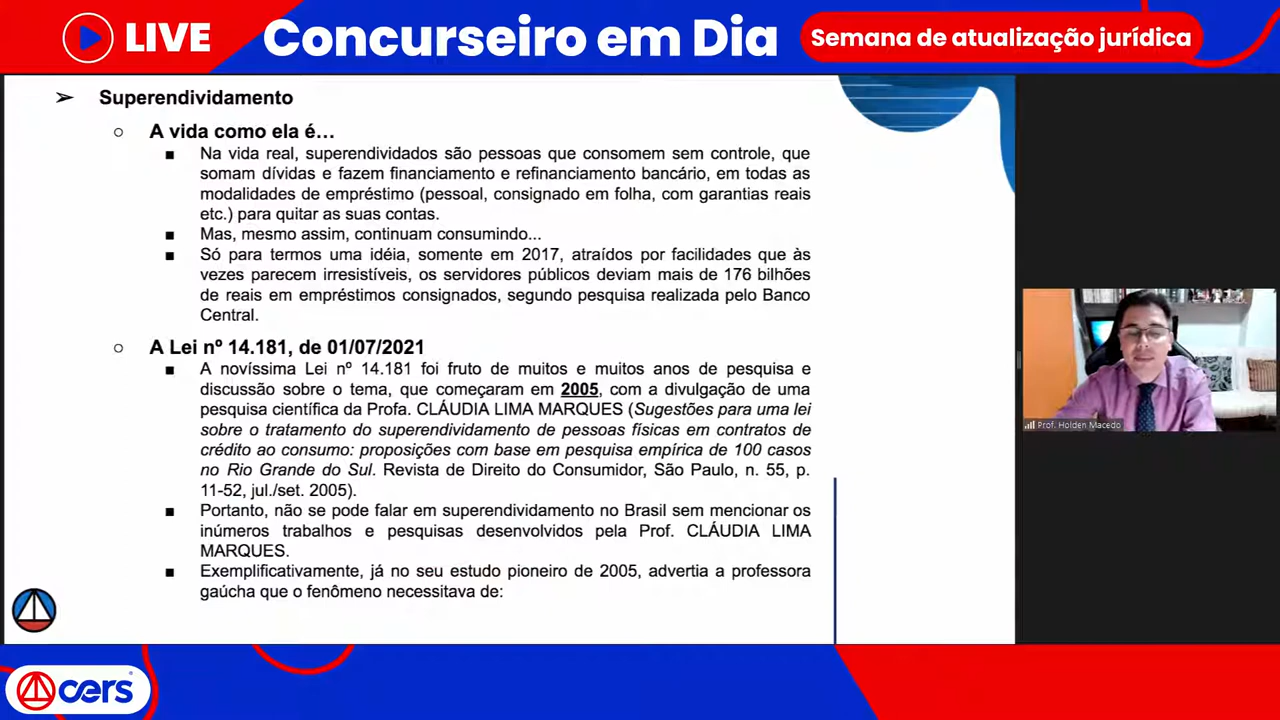 LIVE
Concurseiro em Dia
Semana de atualização jurídica
➢ Superendividamento
○ A vida como ela é…
■ Na vida real, superendividados são pessoas que consomem sem controle, que
somam dívidas e fazem financiamento e refinanciamento bancário, em todas as
modalidades de empréstimo (pessoal, consignado em folha, com garantias reais
etc.) para quitar as suas contas.
■ Mas, mesmo assim, continuam consumindo...
■ Só para termos uma idéia, somente em 2017, atraídos por facilidades que às
vezes parecem irresistíveis, os servidores públicos deviam mais de 176 bilhões
de reais em empréstimos consignados, segundo pesquisa realizada pelo Banco
Central.
○ A Lei nº 14.181, de 01/07/2021
■ A novíssima Lei nº 14.181 foi fruto de muitos e muitos anos de pesquisa e
discussão sobre o tema, que começaram em 2005, com a divulgação de uma
pesquisa científica da Profa. CLÁUDIA LIMA MARQUES (Sugestões para uma lei
sobre o tratamento do superendividamento de pessoas físicas em contratos de
crédito ao consumo: proposições com base em pesquisa empírica de 100 casos
no Rio Grande do Sul. Revista de Direito do Consumidor, São Paulo, n. 55, p.
11-52, jul./set. 2005).
■ Portanto, não se pode falar em superendividamento no Brasil sem mencionar os
inúmeros trabalhos e pesquisas desenvolvidos pela Prof. CLÁUDIA LIMA
MARQUES.
■ Exemplificativamente, já no seu estudo pioneiro de 2005, advertia a professora
gaúcha que o fenômeno necessitava de:
Prof. Holden Macedo
cers